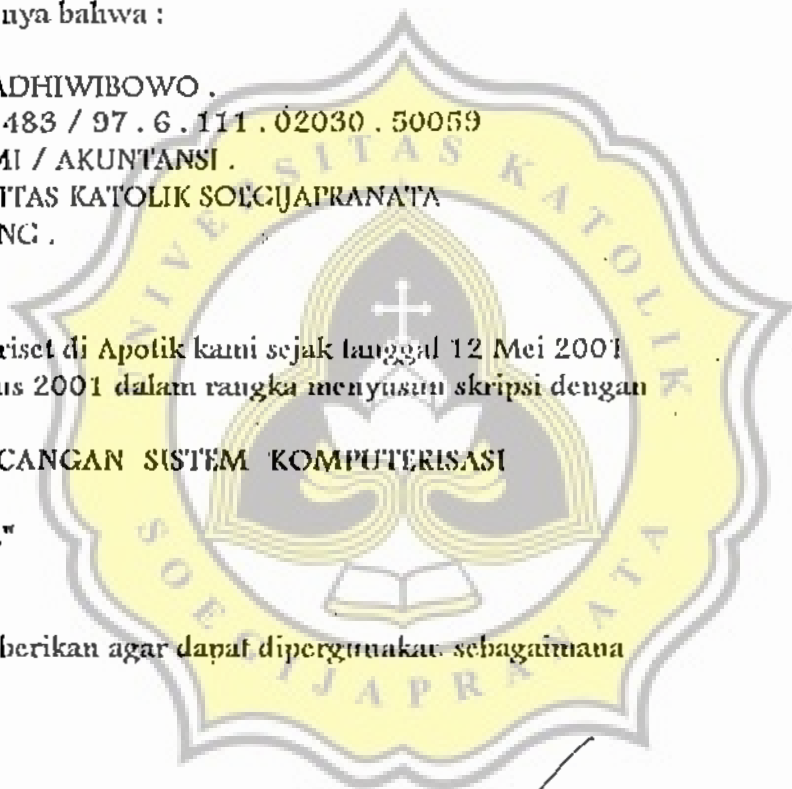 nya bahwa :
ADHIWIBOWO .
483 / 97 . 6 . 111 . 02030 . 50059
MI / AKUNTANSI .
ITAS KATOLIK SOEGIJAPRANATA
NG .
riset di Apotik kami sejak tanggal 12 Mei 2001
us 2001 dalam rangka menyusun skripsi dengan
CANGAN SISTEM KOMPUTERISASI
."
berikan agar dapat dipergunakan sebagaimana
UNIVERSITAS KATOLIK
SOEGIJAPRANATA